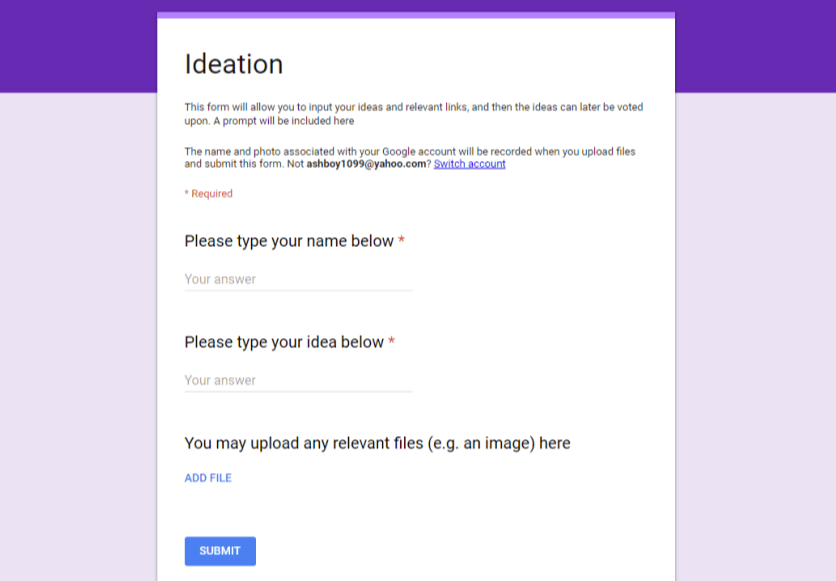 Ideation
This form will allow you to input your ideas and relevant links, and then the ideas can later be voted
upon. A prompt will be included here
The name and photo associated with your Google account will be recorded when you upload files
and submit this form. Not ashboy1099@yahoo.com? Switch account
* Required
Please type your name below *
Your answer
Please type your idea below *
Your answer
You may upload any relevant files (e.g. an image) here
ADD FILE
SUBMIT